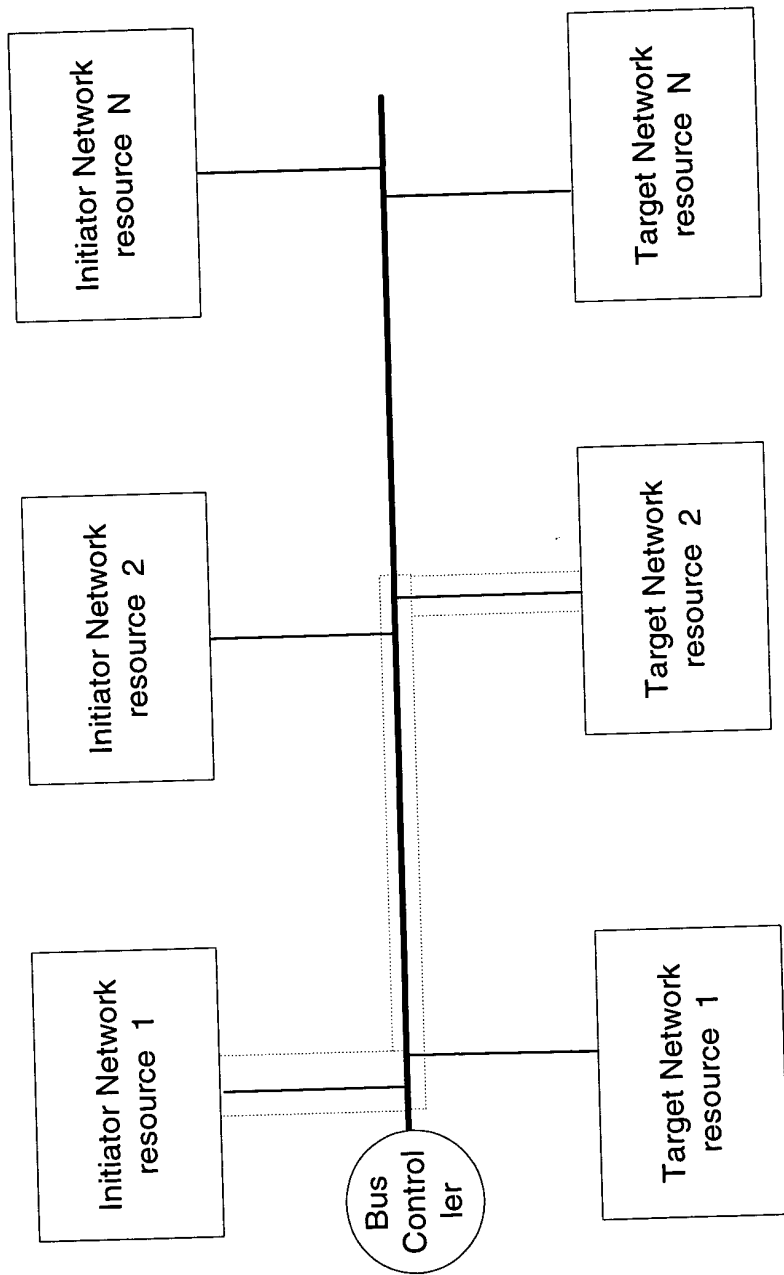 Initiator Network
resource 1
Initiator Network
resource 2
Initiator Network
resource N
Bus
Control
ler
Target Network
resource 1
Target Network
resource 2
Target Network
resource N